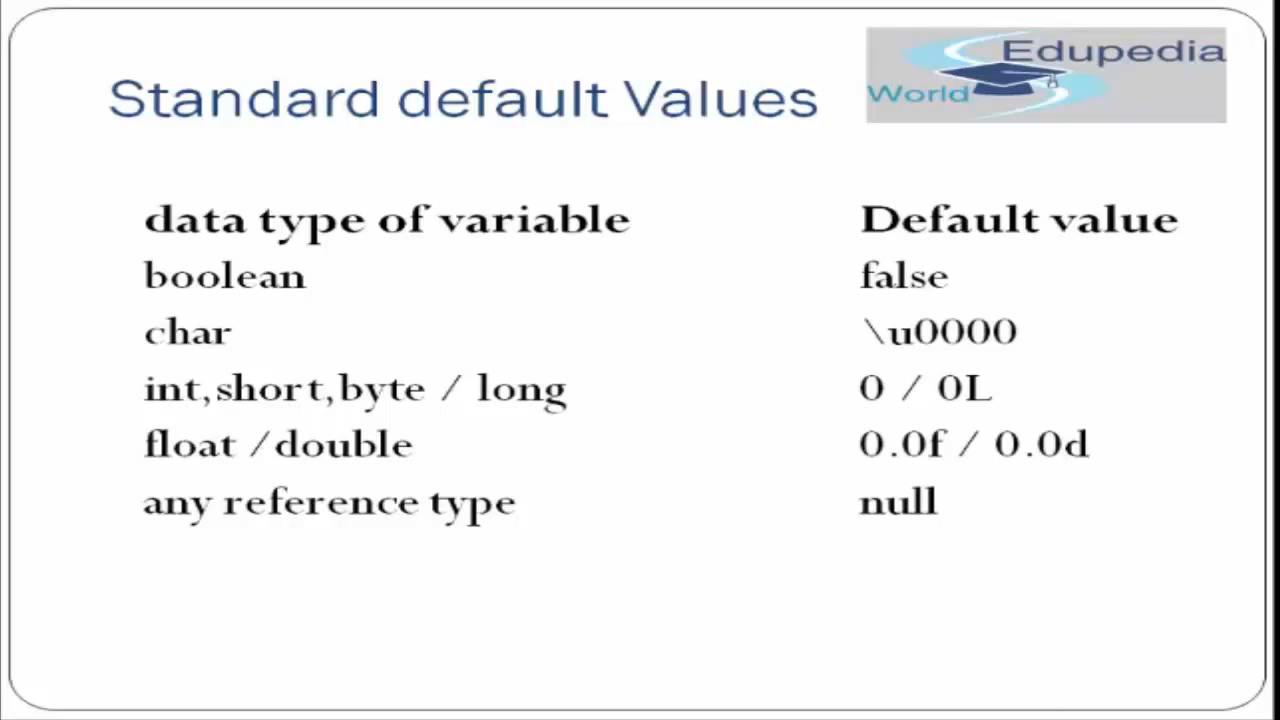 Edupedia
World
Standard default Values
data type of variable Default value
boolean false
char \u0000
int,short,byte / long 0 / 0L
float /double 0.0f / 0.0d
any reference type null